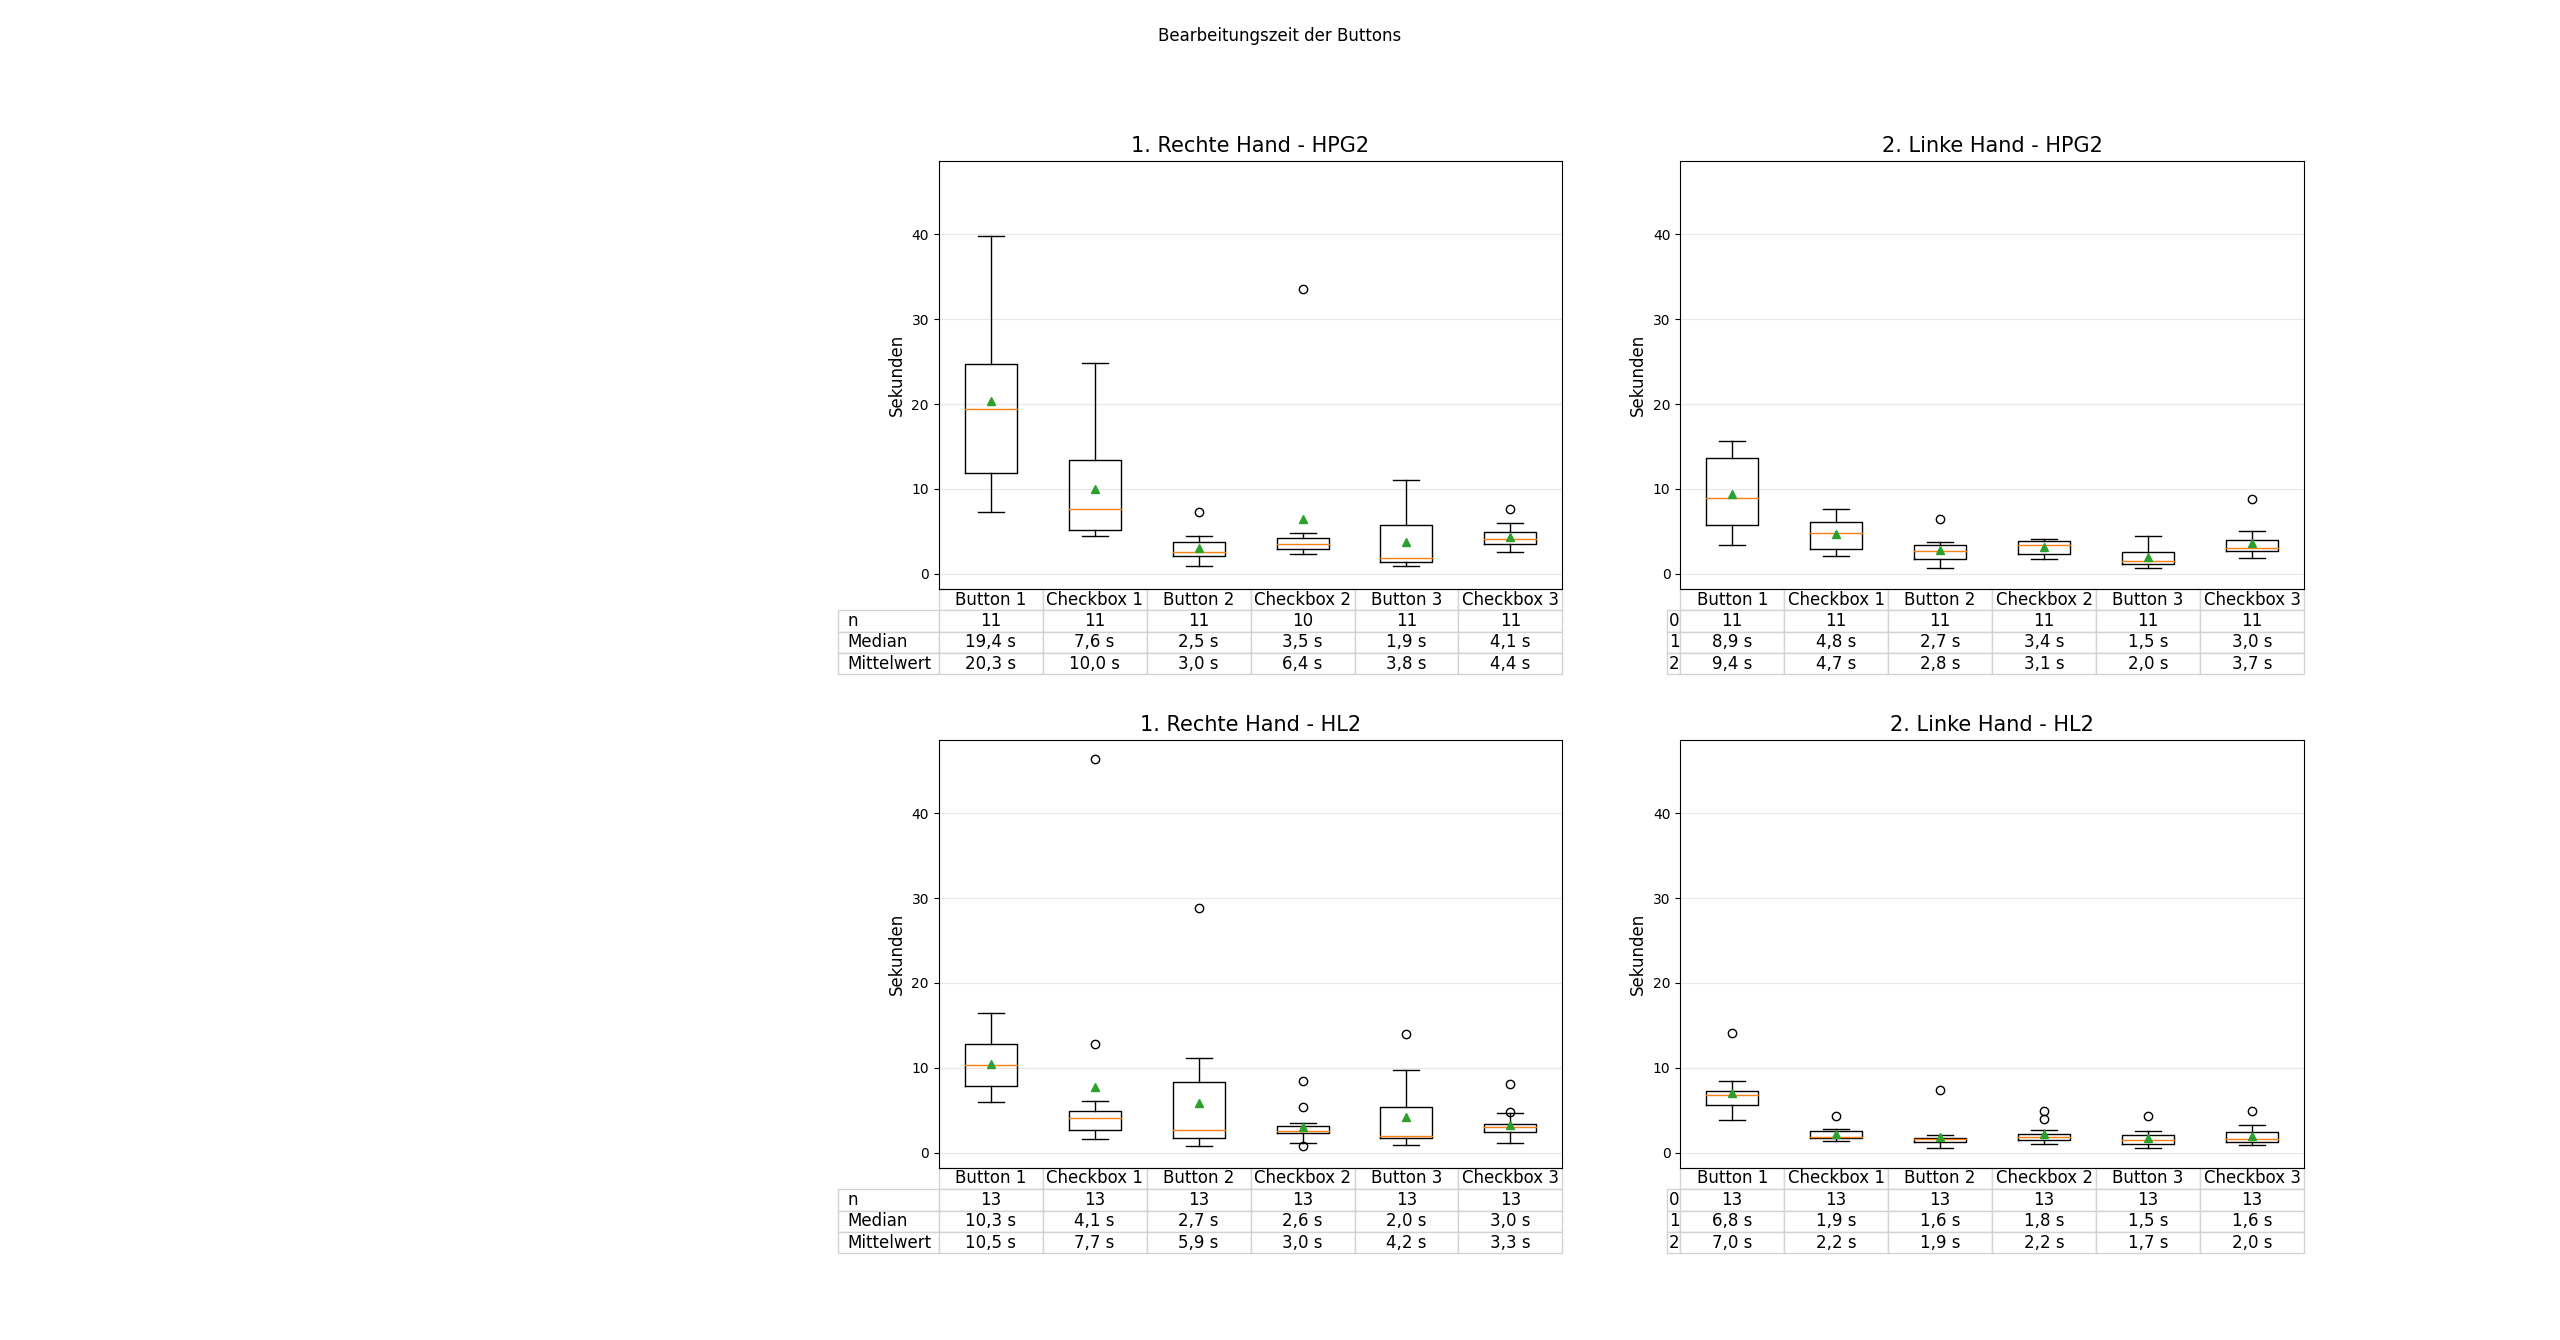 Bearbeitungszeit der Buttons
1. Rechte Hand - HPG2
40
30
20
10
0
Sekunden
Button 1 Checkbox 1 Button 2 Checkbox 2 Button 3 Checkbox 3
n 11 11 11 10 11 11
Median 19,4 s 7,6 s 2,5 s 3,5 s 1,9 s 4,1 s
Mittelwert 20,3 s 10,0 s 3,0 s 6,4 s 3,8 s 4,4 s
2. Linke Hand - HPG2
40
30
20
10
0
Sekunden
Button 1 Checkbox 1 Button 2 Checkbox 2 Button 3 Checkbox 3
0 11 11 11 11 11 11
1 8,9 s 4,8 s 2,7 s 3,4 s 1,5 s 3,0 s
2 9,4 s 4,7 s 2,8 s 3,1 s 2,0 s 3,7 s
1. Rechte Hand - HL2
40
30
20
10
0
Sekunden
Button 1 Checkbox 1 Button 2 Checkbox 2 Button 3 Checkbox 3
n 13 13 13 13 13 13
Median 10,3 s 4,1 s 2,7 s 2,6 s 2,0 s 3,0 s
Mittelwert 10,5 s 7,7 s 5,9 s 3,0 s 4,2 s 3,3 s
2. Linke Hand - HL2
40
30
20
10
0
Sekunden
Button 1 Checkbox 1 Button 2 Checkbox 2 Button 3 Checkbox 3
0 13 13 13 13 13 13
1 6,8 s 1,9 s 1,6 s 1,8 s 1,5 s 1,6 s
2 7,0 s 2,2 s 1,9 s 2,2 s 1,7 s 2,0 s